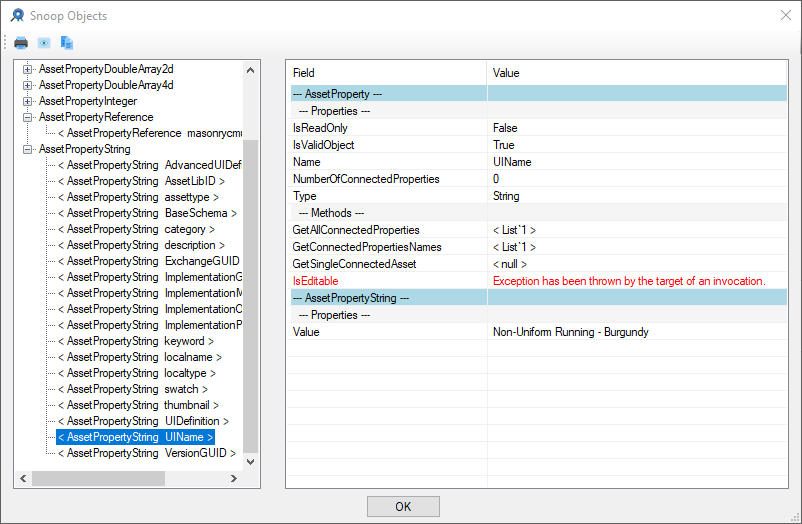 Snoop Objects
AssetPropertyDoubleArray2d
AssetPropertyDoubleArray4d
AssetPropertyInteger
AssetPropertyReference
< AssetPropertyReference masonrycmu
AssetPropertyString
< AssetPropertyString AdvancedUIDef
< AssetPropertyString AssetLibID >
< AssetPropertyString assettype >
< AssetPropertyString BaseSchema >
< AssetPropertyString category >
< AssetPropertyString description >
< AssetPropertyString ExchangeGUID
< AssetPropertyString ImplementationG
< AssetPropertyString ImplementationM
< AssetPropertyString ImplementationO
< AssetPropertyString ImplementationP
< AssetPropertyString keyword >
< AssetPropertyString localname >
< AssetPropertyString localtype >
< AssetPropertyString swatch >
< AssetPropertyString thumbnail >
< AssetPropertyString UIDefinition >
< AssetPropertyString UIName >
< AssetPropertyString VersionGUID >
Field Value
--- AssetProperty ---
--- Properties ---
IsReadOnly False
IsValidObject True
Name UIName
NumberOfConnectedProperties 0
Type String
--- Methods ---
GetAllConnectedProperties < List`1 >
GetConnectedPropertiesNames < List`1 >
GetSingleConnectedAsset < null >
IsEditable Exception has been thrown by the target of an invocation.
--- AssetPropertyString ---
--- Properties ---
Value Non-Uniform Running - Burgundy
OK